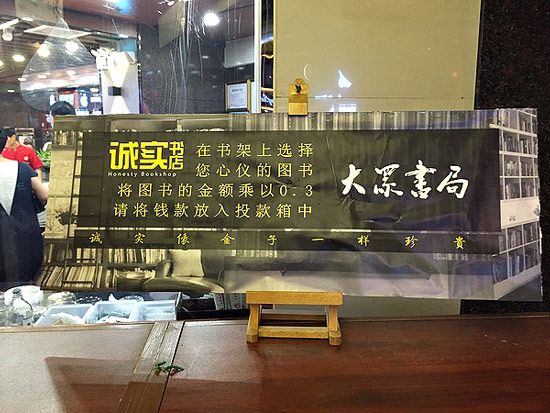 诚实书店
Honesty Bookshop
在书架上选择
您心仪的图书
将图书的金额乘以0.3
请将钱款放入投款箱中
大眾書局
诚实像金子一样珍贵